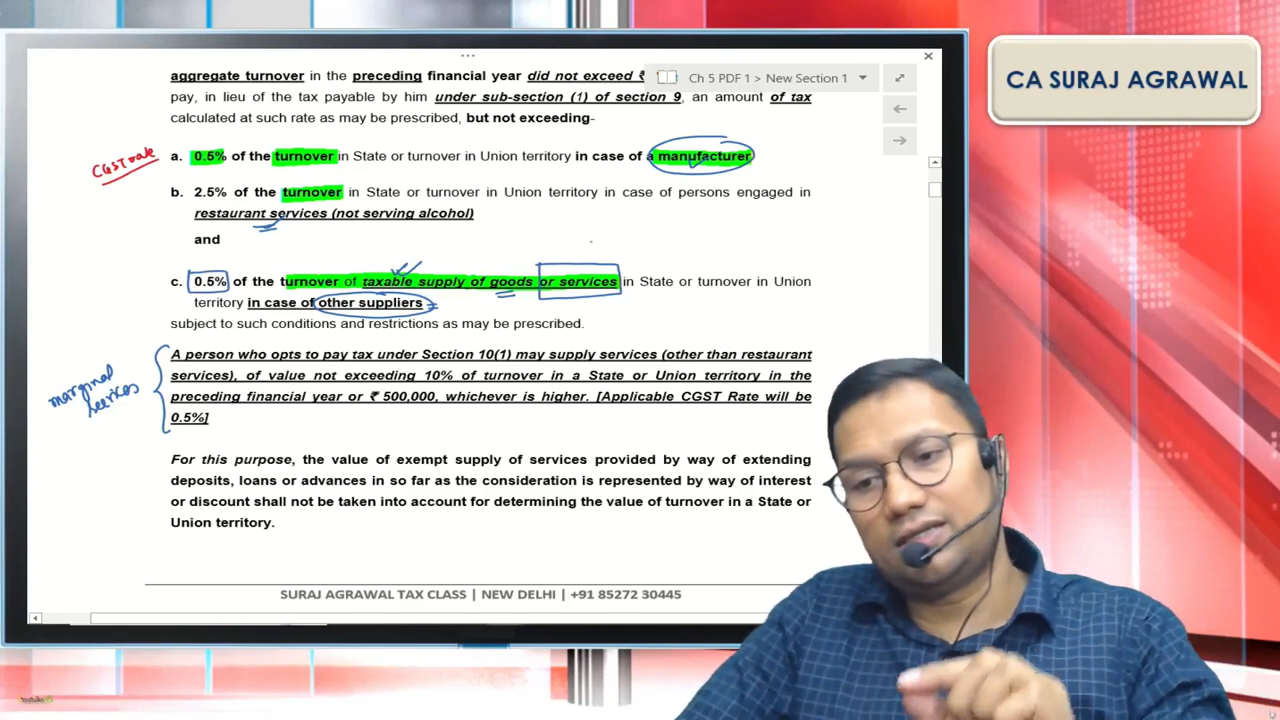 CA SURAJ AGRAWAL
Ch 5 PDF 1 > New Section 1
aggregate turnover in the preceding financial year did not exceed ₹
pay, in lieu of the tax payable by him under sub-section (1) of section 9, an amount of tax
calculated at such rate as may be prescribed, but not exceeding-
CGST rate
a. 0.5% of the turnover in State or turnover in Union territory in case of a manufacturer
b. 2.5% of the turnover in State or turnover in Union territory in case of persons engaged in
restaurant services (not serving alcohol)
and
c. 0.5% of the turnover of taxable supply of goods or services in State or turnover in Union
territory in case of other suppliers
subject to such conditions and restrictions as may be prescribed.
marginal
services
A person who opts to pay tax under Section 10(1) may supply services (other than restaurant
services), of value not exceeding 10% of turnover in a State or Union territory in the
preceding financial year or ₹ 500,000, whichever is higher. [Applicable CGST Rate will be
0.5%]
For this purpose, the value of exempt supply of services provided by way of extending
deposits, loans or advances in so far as the consideration is represented by way of interest
or discount shall not be taken into account for determining the value of turnover in a State or
Union territory.
SURAJ AGRAWAL TAX CLASS | NEW DELHI | +91 85272 30445